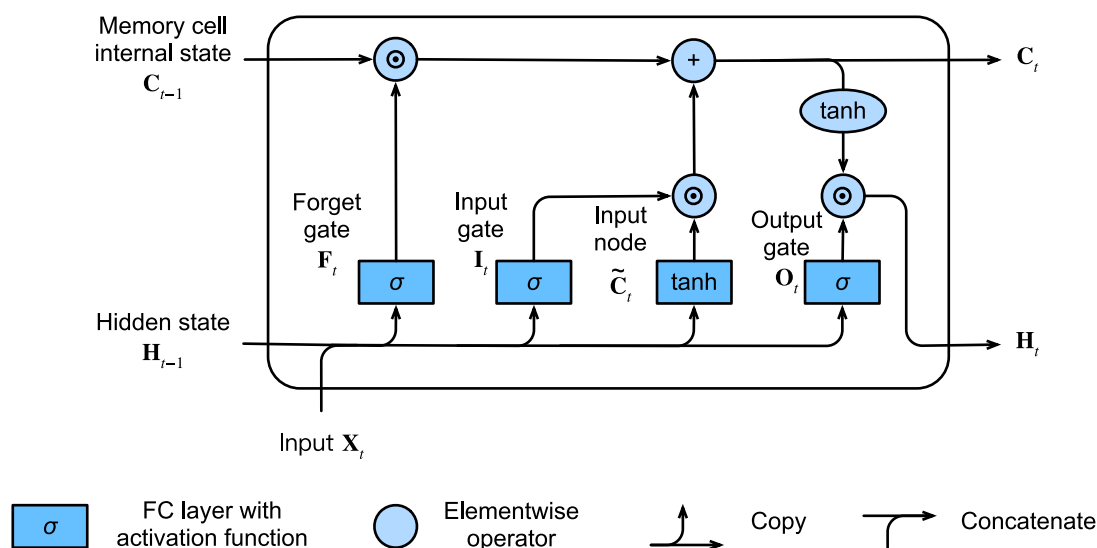 Memory cell
internal state
C_{t−1}
+
C_t
tanh
Forget
gate
F_t
Input
gate
I_t
Input
node
C̃_t
Output
gate
O_t
σ
σ
tanh
σ
Hidden state
H_{t−1}
H_t
Input X_t
σ
FC layer with
activation function
Elementwise
operator
Copy
Concatenate